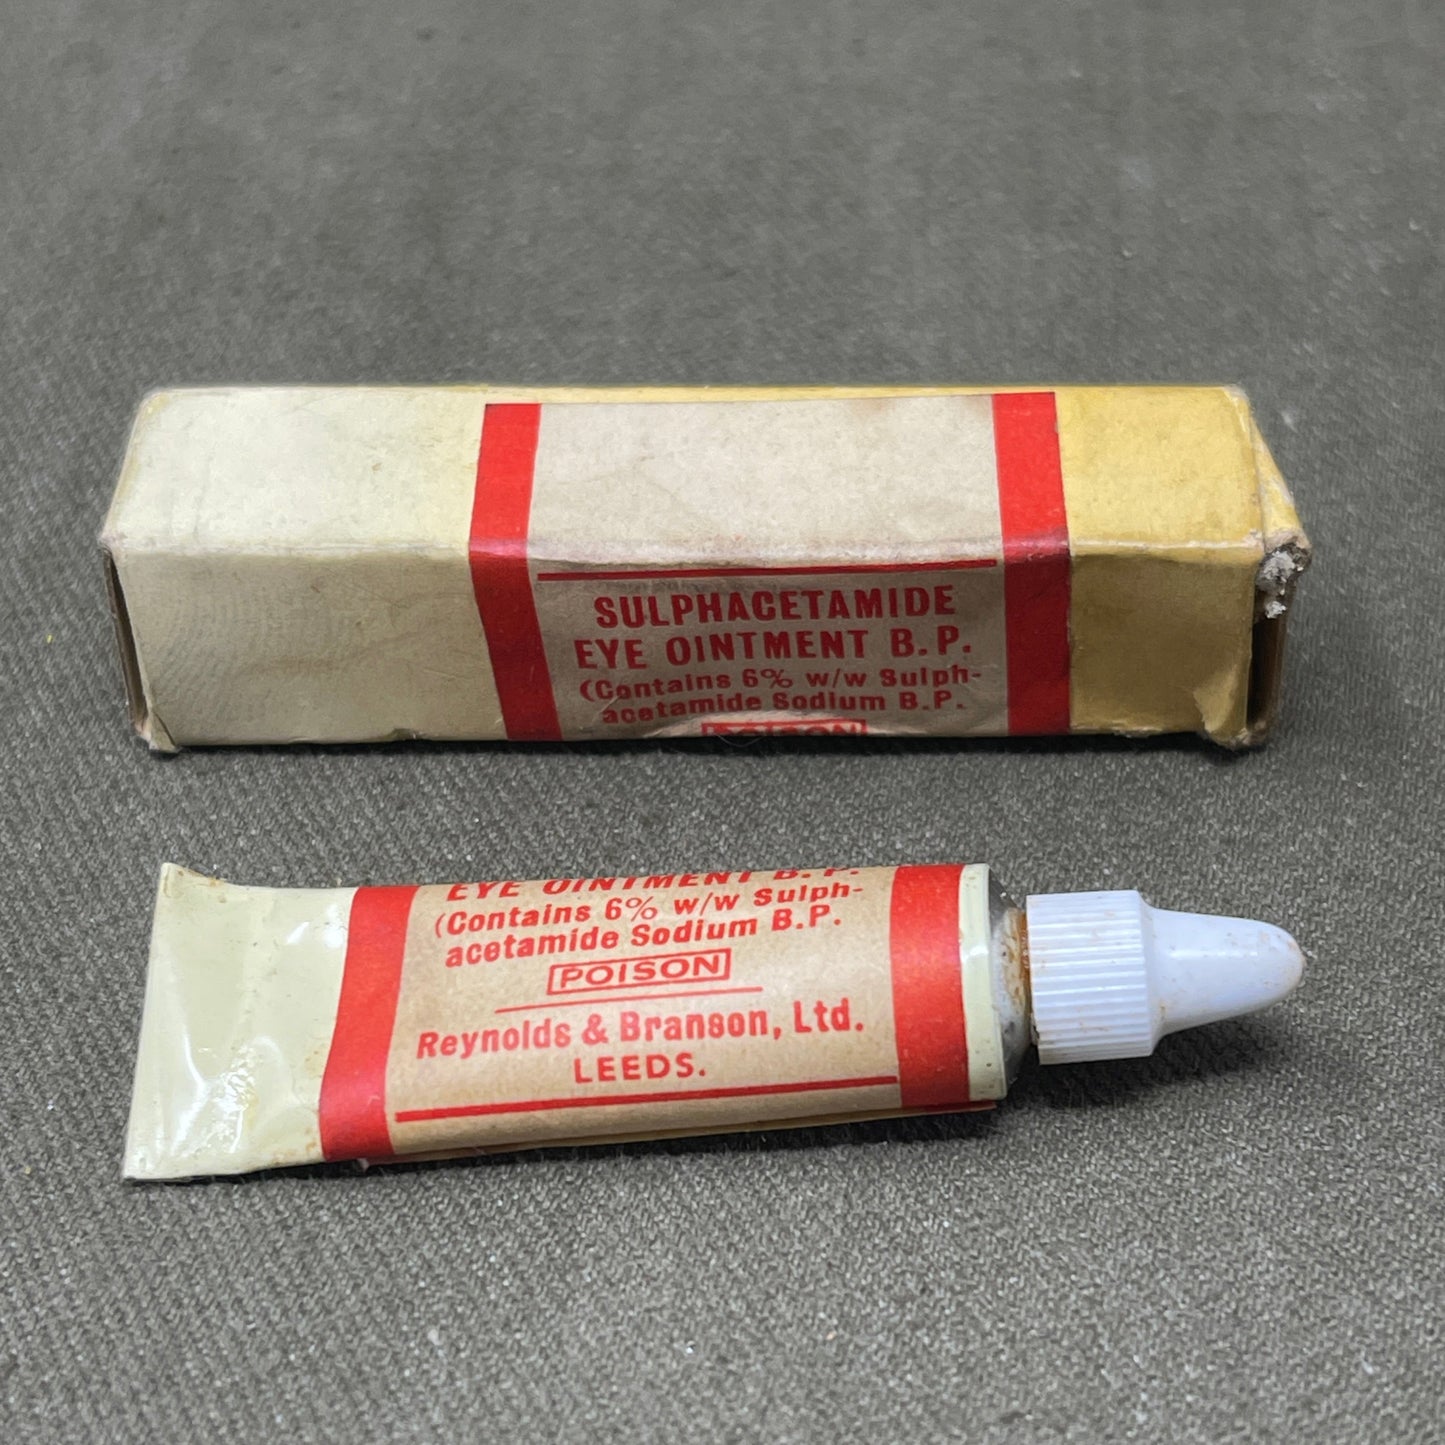 SULPHACETAMIDE
EYE OINTMENT B.P.
(Contains 6% w/w Sulph-
acetamide Sodium B.P.
POISON
EYE OINTMENT B.P.
(Contains 6% w/w Sulph-
acetamide Sodium B.P.
POISON
Reynolds & Branson, Ltd.
LEEDS.